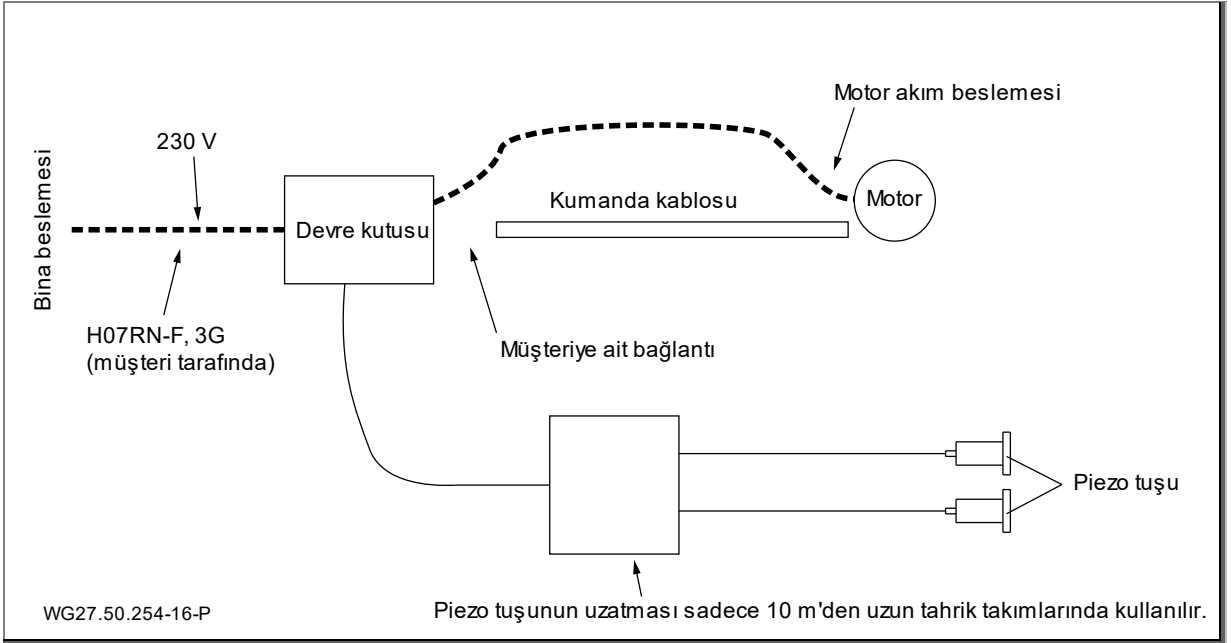 Motor akım beslemesi
230 V
Bina beslemesi
Kumanda kablosu
Motor
Devre kutusu
H07RN-F, 3G
(müşteri tarafında)
Müşteriye ait bağlantı
Piezo tuşu
WG27.50.254-16-P
Piezo tuşunun uzatması sadece 10 m'den uzun tahrik takımlarında kullanılır.